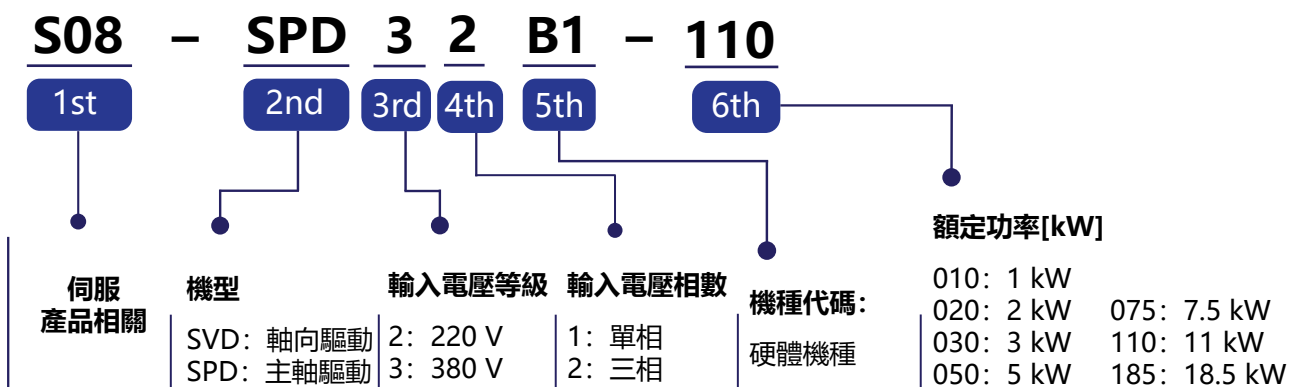 S08 – SPD 3 2 B1 – 110
1st 2nd 3rd 4th 5th 6th
伺服
產品相關
機型
SVD：軸向驅動
SPD：主軸驅動
輸入電壓等級
2：220 V
3：380 V
輸入電壓相數
1：單相
2：三相
機種代碼：
硬體機種
額定功率[kW]
010：1 kW
020：2 kW 075：7.5 kW
030：3 kW 110：11 kW
050：5 kW 185：18.5 kW